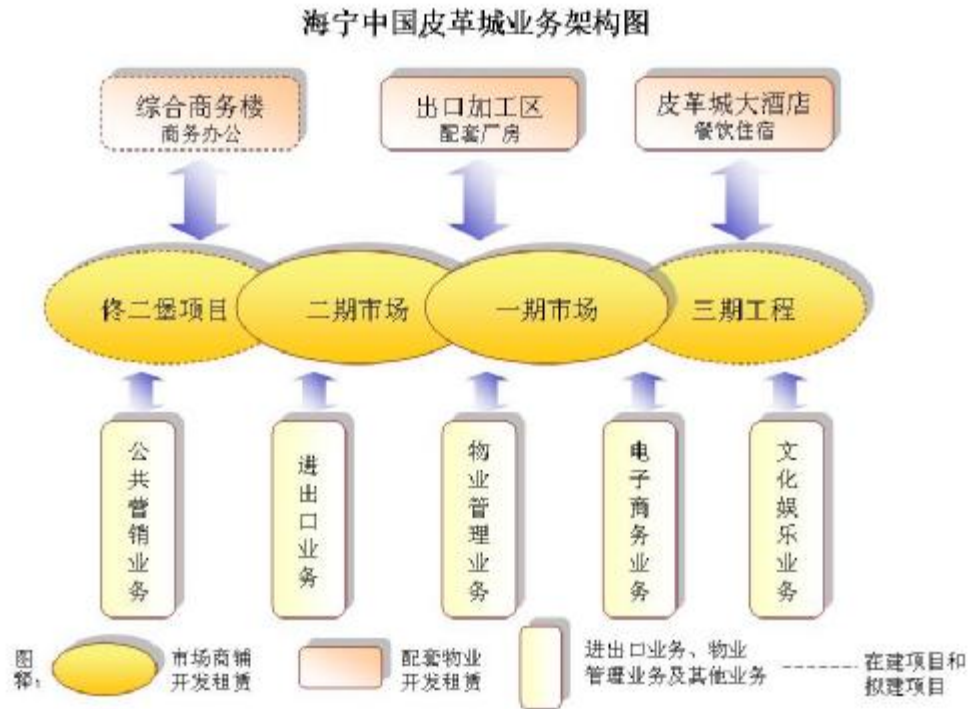 海宁中国皮革城业务架构图
综合商务楼
商务办公
出口加工区
配套厂房
皮革城大酒店
餐饮住宿
佟二堡项目
二期市场
一期市场
三期工程
公共营销业务
进出口业务
物业管理业务
电子商务业务
文化娱乐业务
图释:
市场商铺
开发租赁
配套物业
开发租赁
进出口业务、物业
管理业务及其他业务
在建项目和
拟建项目